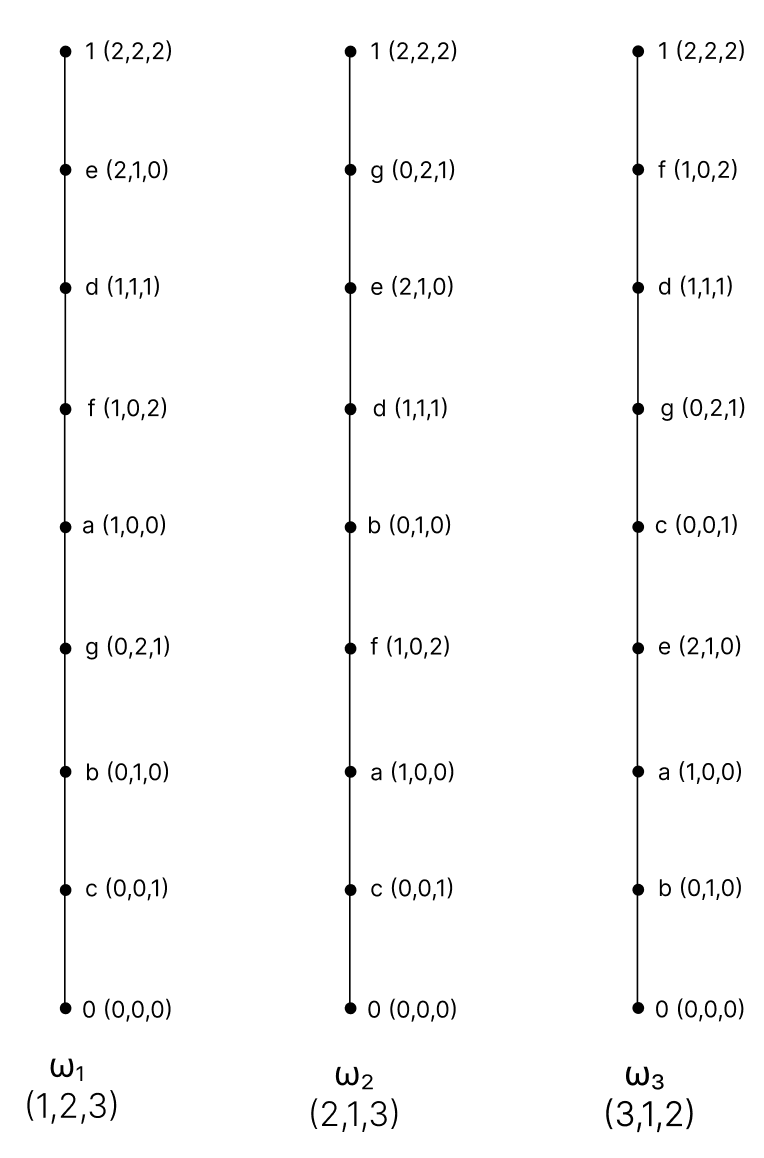 1 (2,2,2)
e (2,1,0)
d (1,1,1)
f (1,0,2)
a (1,0,0)
g (0,2,1)
b (0,1,0)
c (0,0,1)
0 (0,0,0)
ω₁
(1,2,3)
1 (2,2,2)
g (0,2,1)
e (2,1,0)
d (1,1,1)
b (0,1,0)
f (1,0,2)
a (1,0,0)
c (0,0,1)
0 (0,0,0)
ω₂
(2,1,3)
1 (2,2,2)
f (1,0,2)
d (1,1,1)
g (0,2,1)
c (0,0,1)
e (2,1,0)
a (1,0,0)
b (0,1,0)
0 (0,0,0)
ω₃
(3,1,2)